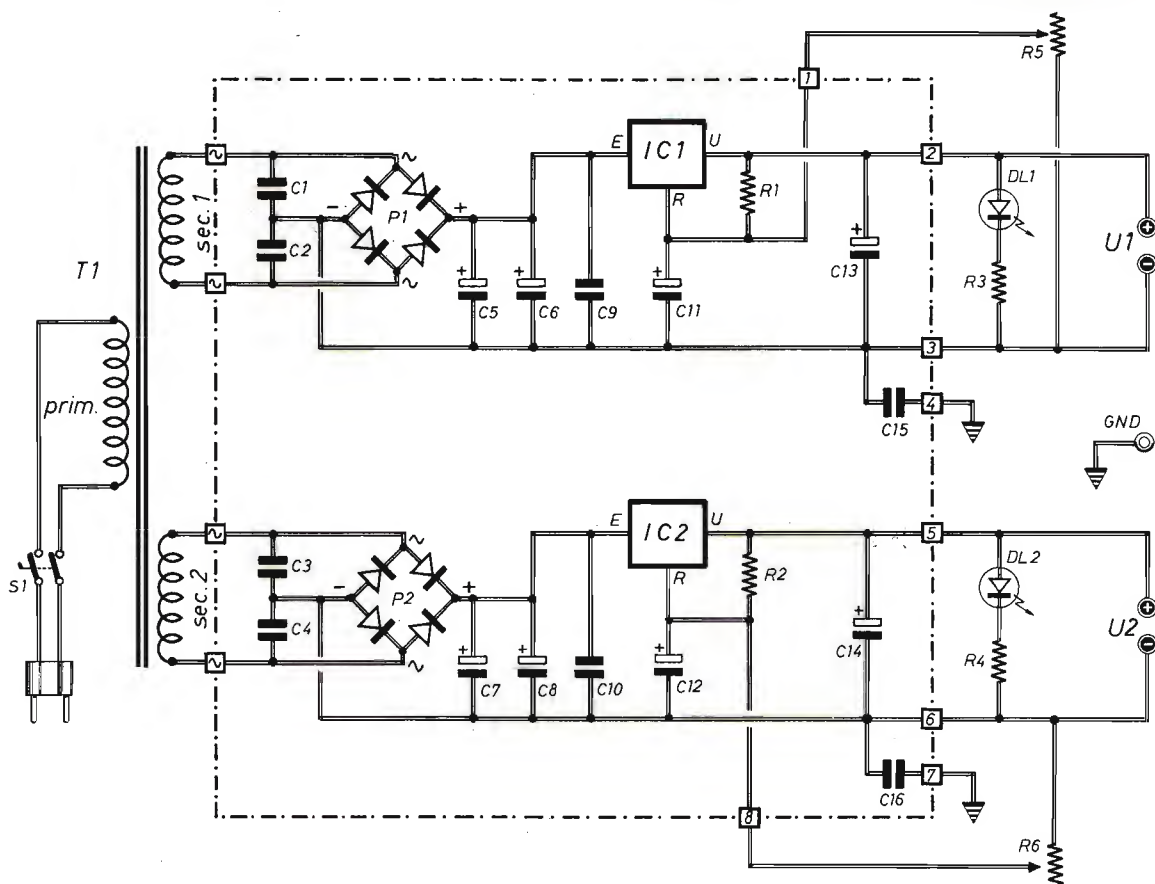 R5
1
E
IC1
U
R
R1
2
DL1
~
C1
~
P1
-
+
~
C2
~
sec.1
T1
+
C5
+
C6
C9
+
C11
+
C13
R3
+
U1
-
3
prim.
C15
4
GND
5
E
IC2
U
R
R2
DL2
~
C3
~
P2
-
+
~
C4
~
sec.2
S1
+
C7
+
C8
C10
+
C12
+
C14
R4
+
U2
-
6
C16
7
8
R6